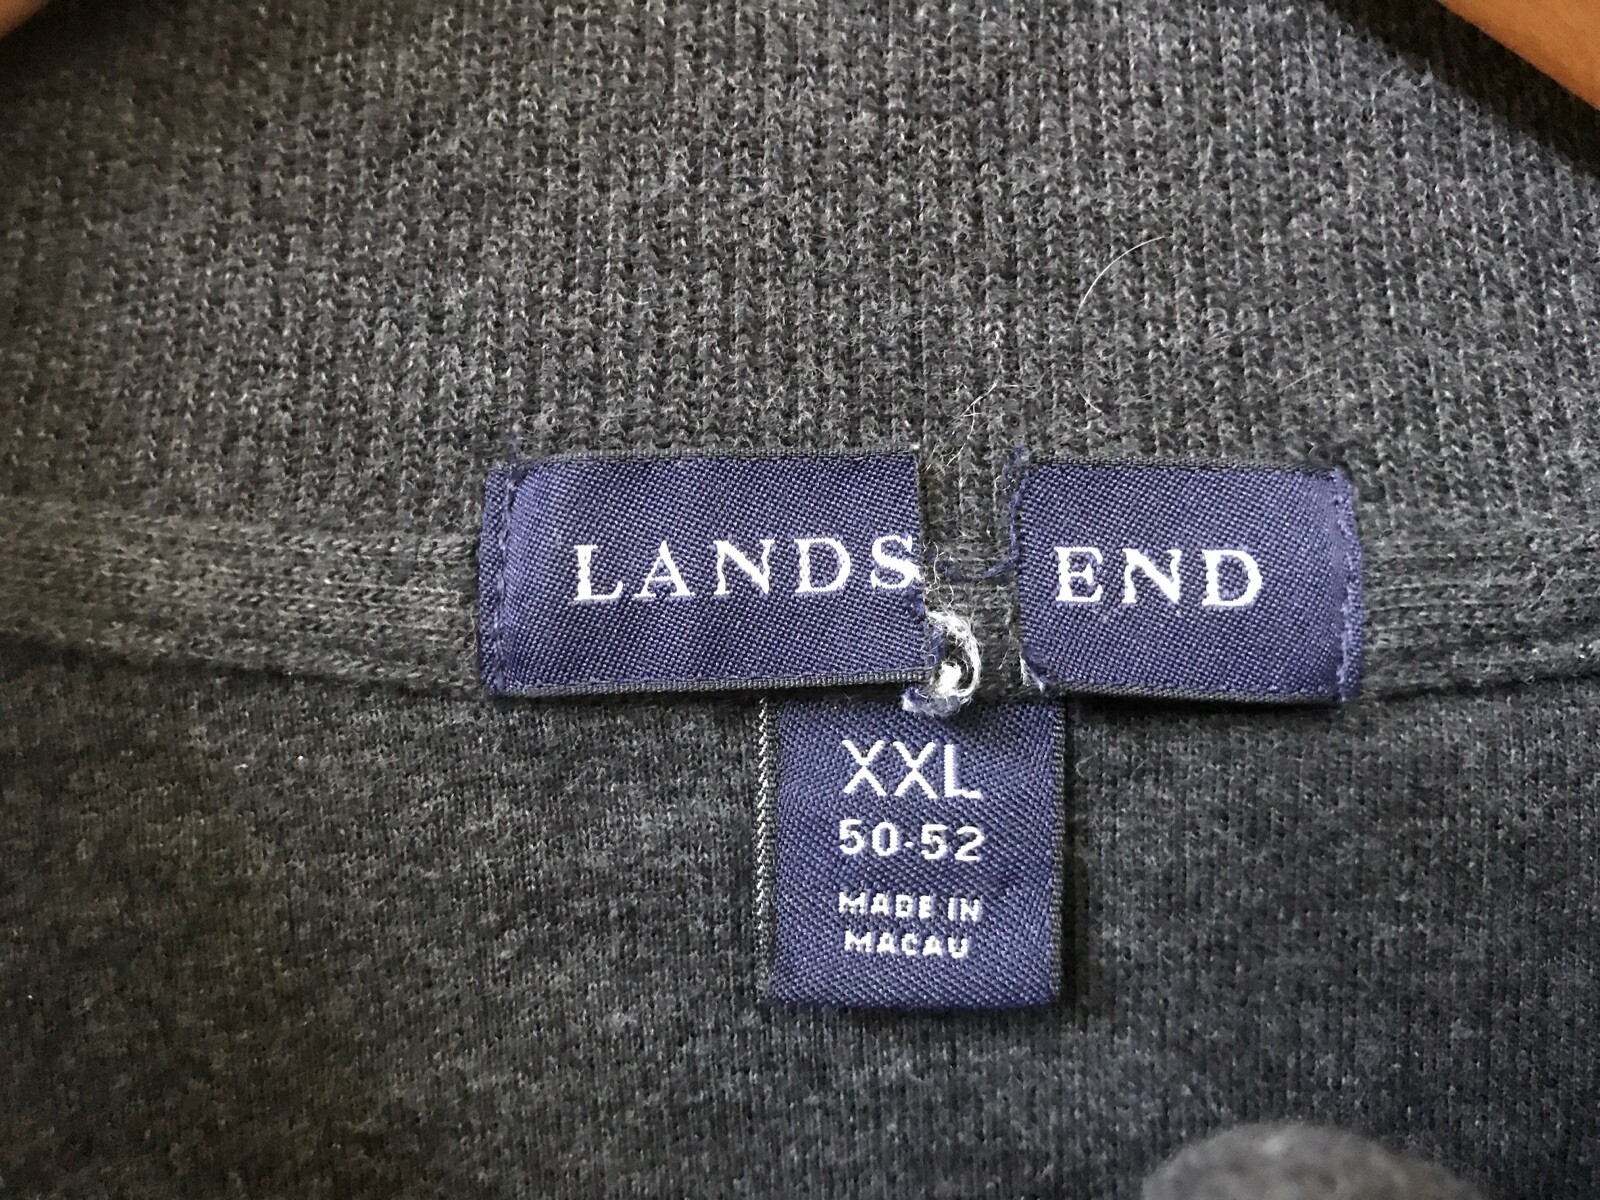 LANDS END
XXL
50-52
MADE IN
MACAU